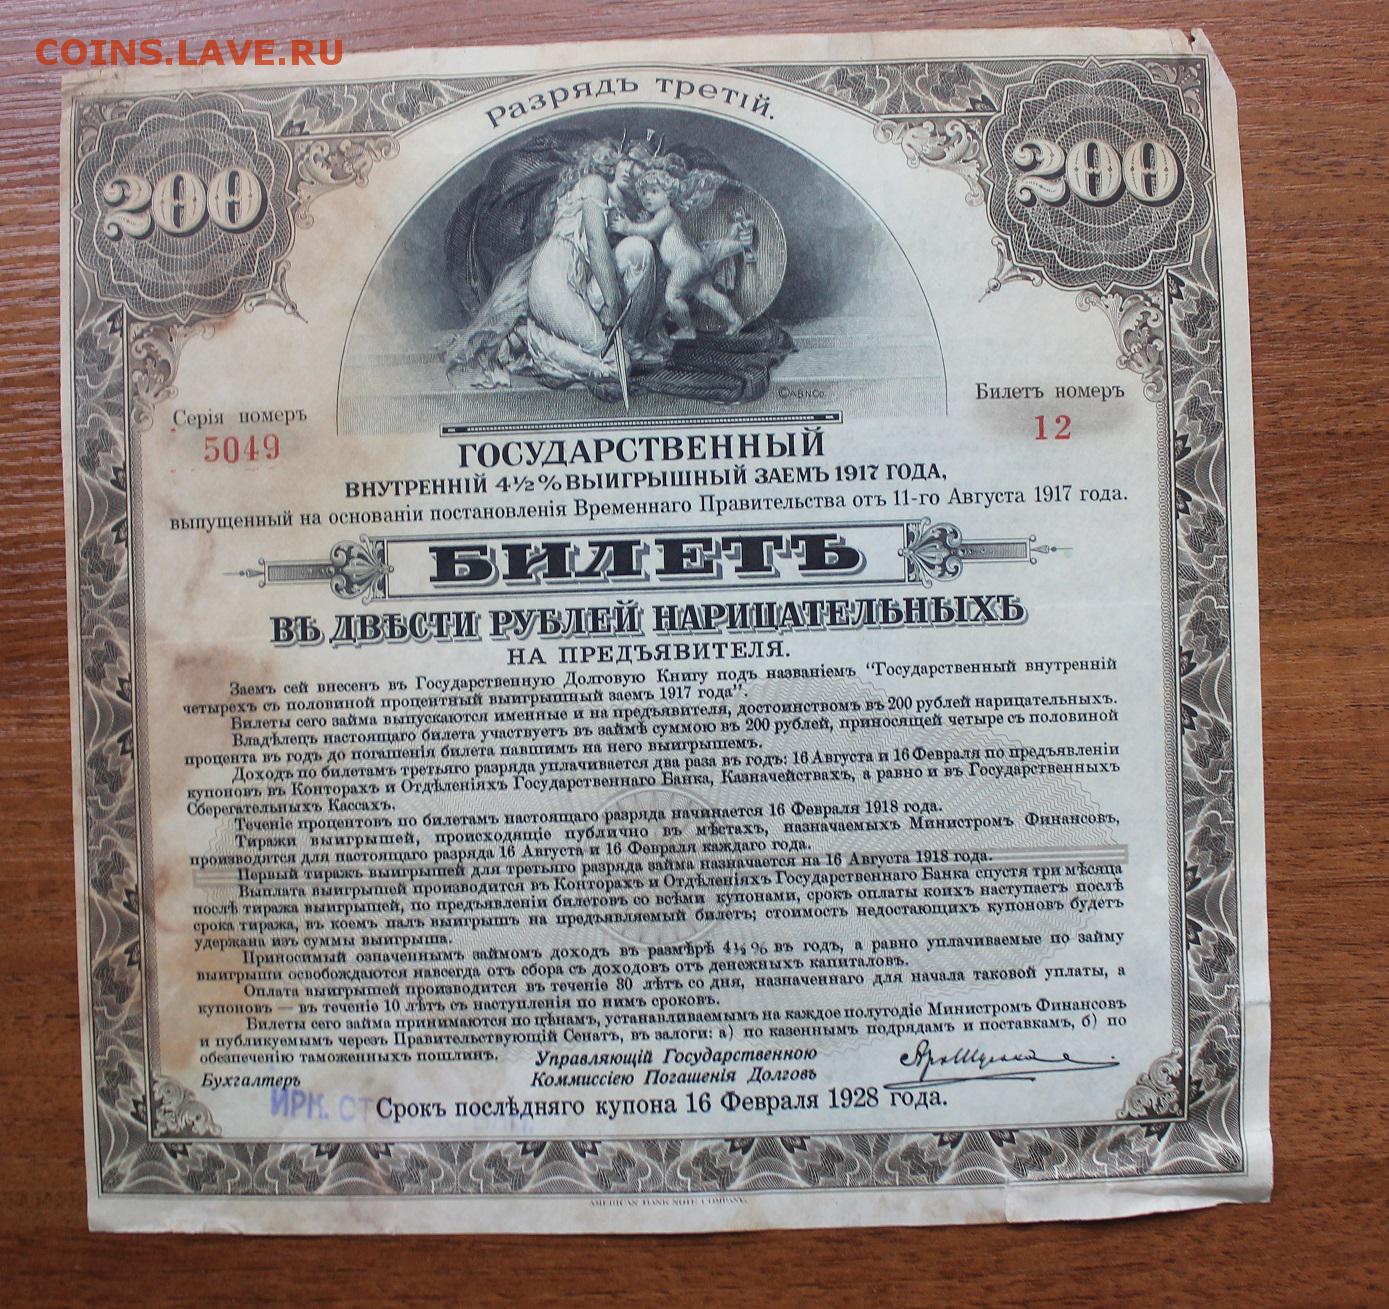 COINS.LAVE.RU
Разрядъ третій.
200
200
©ABNCo.
Серія номеръ
5049
Билетъ номеръ
12
ГОСУДАРСТВЕННЫЙ
ВНУТРЕННІЙ 4½% ВЫИГРЫШНЫЙ ЗАЕМЪ 1917 ГОДА,
выпущенный на основаніи постановленія Временнаго Правительства отъ 11-го Августа 1917 года.
БИЛЕТЪ
ВЪ ДВѢСТИ РУБЛЕЙ НАРИЦАТЕЛЬНЫХЪ
НА ПРЕДЪЯВИТЕЛЯ.
Заемъ сей внесенъ въ Государственную Долговую Книгу подъ названіемъ "Государственный внутренній
четырехъ съ половиной процентный выигрышный заемъ 1917 года".
Билеты сего займа выпускаются именные и на предъявителя, достоинствомъ въ 200 рублей нарицательныхъ.
Владѣлецъ настоящаго билета участвуетъ въ займѣ суммою въ 200 рублей, приносящей четыре съ половиной
процента въ годъ до погашенія билета павшимъ на него выигрышемъ.
Доходъ по билетамъ третьяго разряда уплачивается два раза въ годъ: 16 Августа и 16 Февраля по предъявленіи
купоновъ въ Конторахъ и Отдѣленіяхъ Государственнаго Банка, Казначействахъ, а равно и въ Государственныхъ
Сберегательныхъ Кассахъ.
Теченіе процентовъ по билетамъ настоящаго разряда начинается 16 Февраля 1918 года.
Тиражи выигрышей, происходящіе публично въ мѣстахъ, назначаемыхъ Министромъ Финансовъ,
производятся для настоящаго разряда 16 Августа и 16 Февраля каждаго года.
Первый тиражъ выигрышей для третьяго разряда займа назначается на 16 Августа 1918 года.
Выплата выигрышей производится въ Конторахъ и Отдѣленіяхъ Государственнаго Банка спустя три мѣсяца
послѣ тиража выигрышей, по предъявленіи билетовъ со всѣми купонами, срокъ оплаты коихъ наступаетъ послѣ
срока тиража, въ коемъ палъ выигрышъ на предъявляемый билетъ; стоимость недостающихъ купоновъ будетъ
удержана изъ суммы выигрыша.
Приносимый означеннымъ займомъ доходъ въ размѣрѣ 4½% въ годъ, а равно уплачиваемые по займу
выигрыши освобождаются навсегда отъ сбора съ доходовъ отъ денежныхъ капиталовъ.
Оплата выигрышей производится въ теченіе 30 лѣтъ со дня, назначеннаго для начала таковой уплаты, а
купоновъ — въ теченіе 10 лѣтъ съ наступленія по нимъ сроковъ.
Билеты сего займа принимаются по цѣнамъ, устанавливаемымъ на каждое полугодіе Министромъ Финансовъ
и публикуемымъ черезъ Правительствующій Сенатъ, въ залоги: а) по казеннымъ подрядамъ и поставкамъ, б) по
обезпеченію таможенныхъ пошлинъ.
Управляющій Государственною
Бухгалтеръ
Коммиссіею Погашенія Долговъ
ИРК. СТ
Срокъ послѣдняго купона 16 Февраля 1928 года.
AMERICAN BANK NOTE COMPANY.